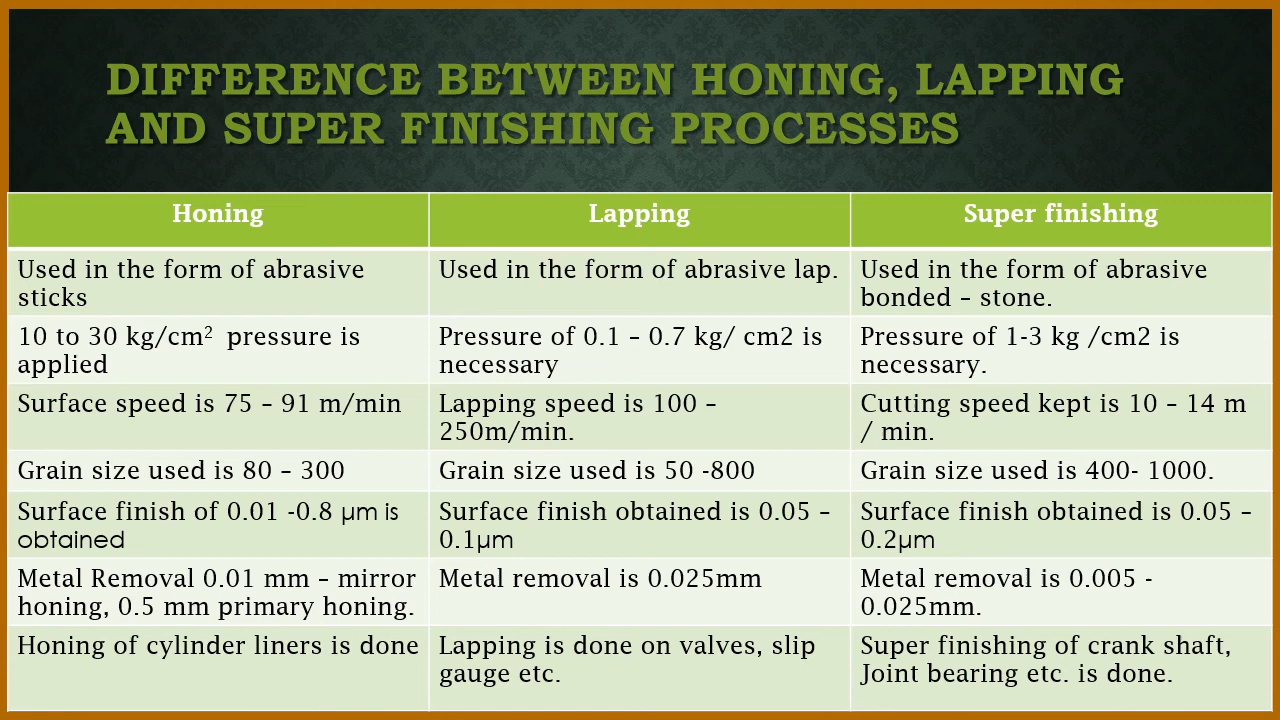 DIFFERENCE BETWEEN HONING, LAPPING
AND SUPER FINISHING PROCESSES
Honing
Lapping
Super finishing
Used in the form of abrasive
sticks
Used in the form of abrasive lap.
Used in the form of abrasive
bonded – stone.
10 to 30 kg/cm² pressure is
applied
Pressure of 0.1 – 0.7 kg/ cm2 is
necessary
Pressure of 1-3 kg /cm2 is
necessary.
Surface speed is 75 – 91 m/min
Lapping speed is 100 –
250m/min.
Cutting speed kept is 10 – 14 m
/ min.
Grain size used is 80 – 300
Grain size used is 50 -800
Grain size used is 400- 1000.
Surface finish of 0.01 -0.8 μm is
obtained
Surface finish obtained is 0.05 –
0.1μm
Surface finish obtained is 0.05 –
0.2μm
Metal Removal 0.01 mm – mirror
honing, 0.5 mm primary honing.
Metal removal is 0.025mm
Metal removal is 0.005 -
0.025mm.
Honing of cylinder liners is done
Lapping is done on valves, slip
gauge etc.
Super finishing of crank shaft,
Joint bearing etc. is done.